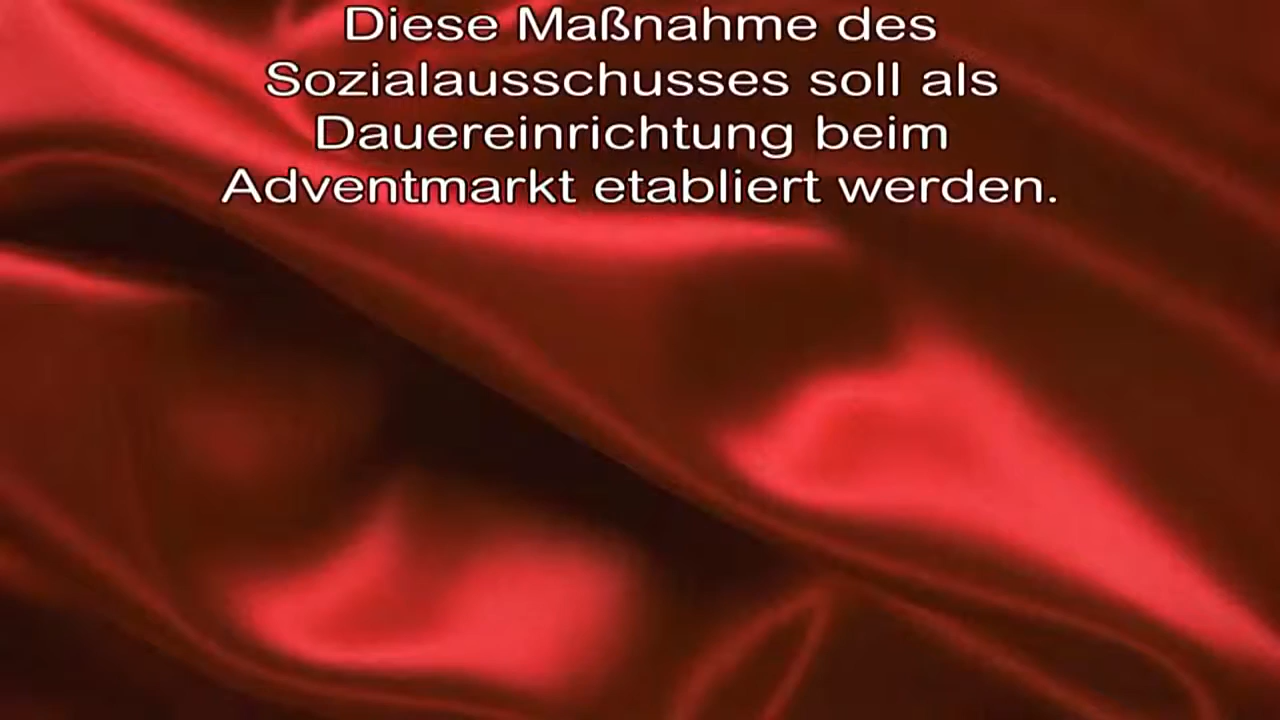 Diese Maßnahme des
Sozialausschusses soll als
Dauereinrichtung beim
Adventmarkt etabliert werden.